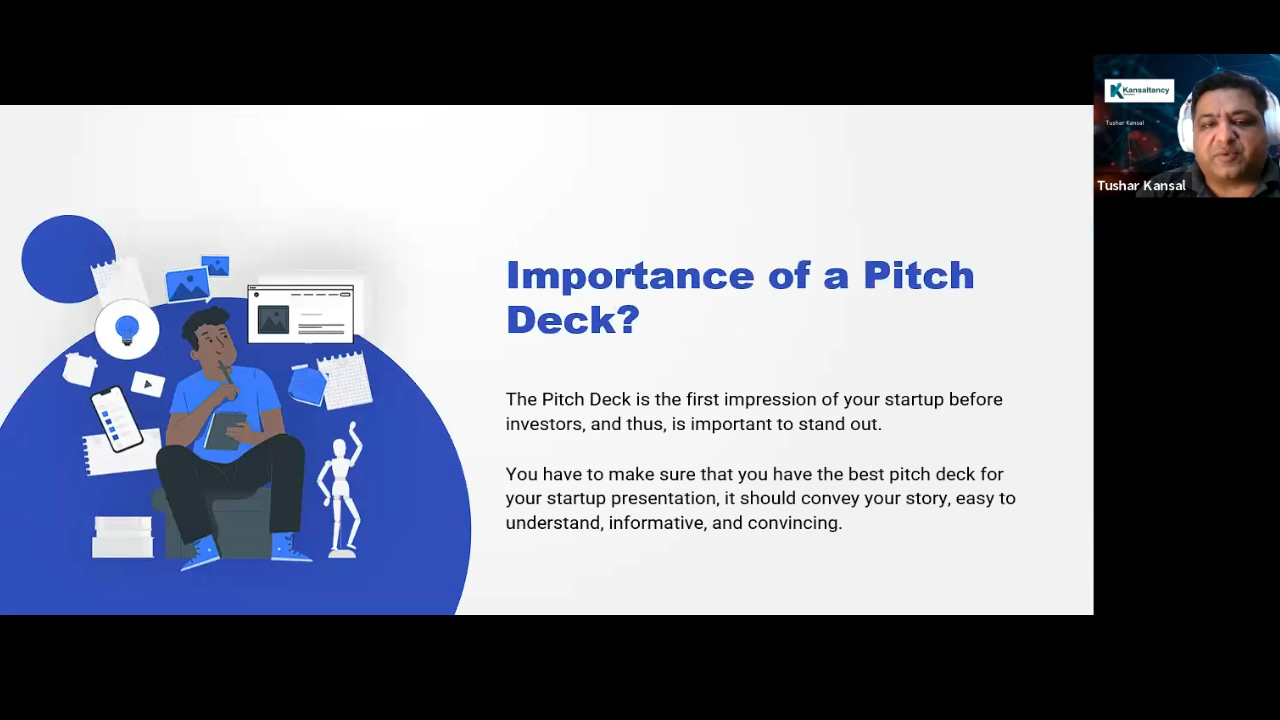 Importance of a Pitch
Deck?
The Pitch Deck is the first impression of your startup before
investors, and thus, is important to stand out.
You have to make sure that you have the best pitch deck for
your startup presentation, it should convey your story, easy to
understand, informative, and convincing.
Kansaltancy
Tushar Kansal
Tushar Kansal